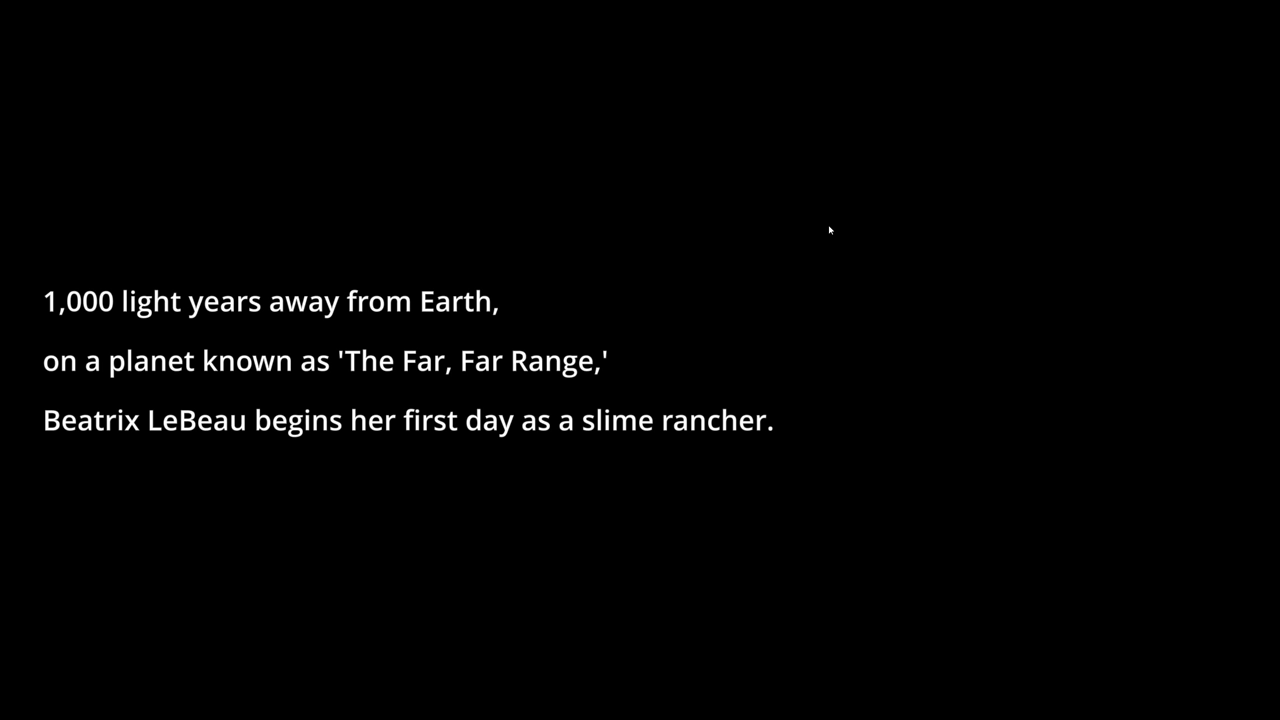 1,000 light years away from Earth,
on a planet known as 'The Far, Far Range,'
Beatrix LeBeau begins her first day as a slime rancher.